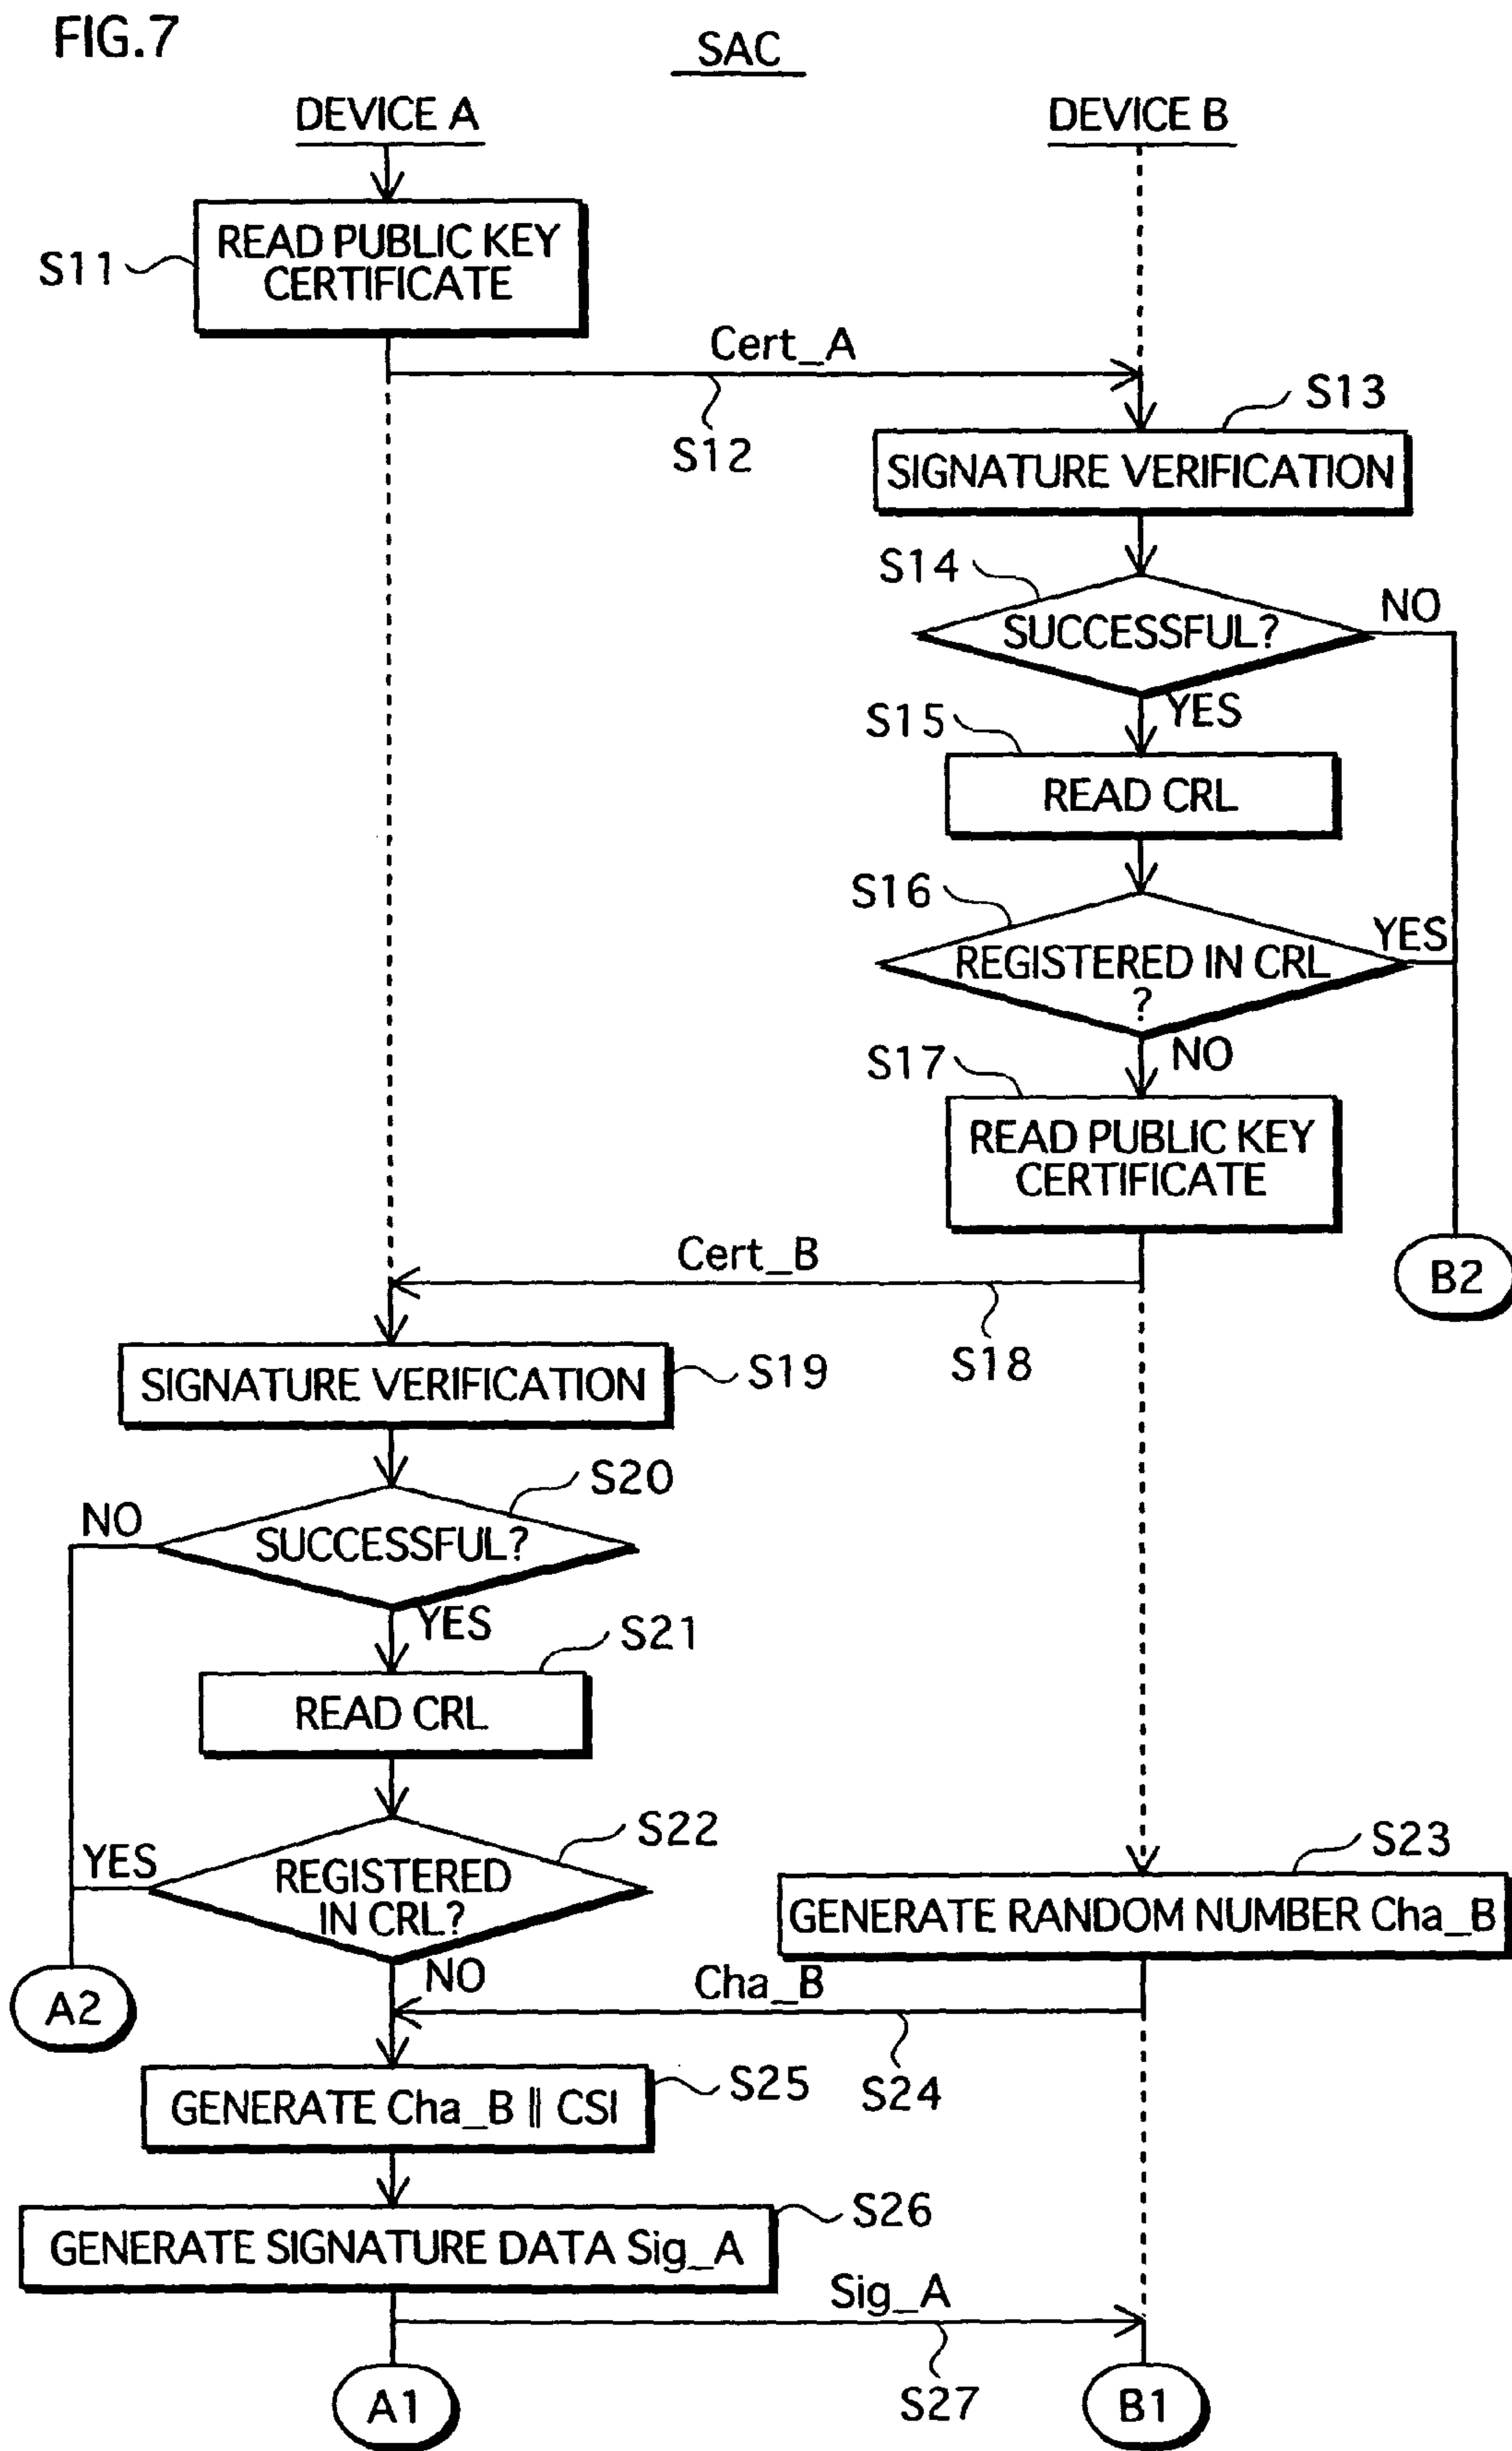 FIG.7
SAC
DEVICE A
DEVICE B
S11
READ PUBLIC KEY
CERTIFICATE
Cert_A
S12
S13
SIGNATURE VERIFICATION
S14
SUCCESSFUL?
NO
YES
S15
READ CRL
S16
REGISTERED IN CRL
?
YES
NO
S17
READ PUBLIC KEY
CERTIFICATE
Cert_B
S18
B2
SIGNATURE VERIFICATION
S19
S20
NO
SUCCESSFUL?
YES
S21
READ CRL
S22
YES
REGISTERED
IN CRL?
NO
A2
S23
GENERATE RANDOM NUMBER Cha_B
Cha_B
S24
S25
GENERATE Cha_B || CSI
S26
GENERATE SIGNATURE DATA Sig_A
Sig_A
S27
A1
B1